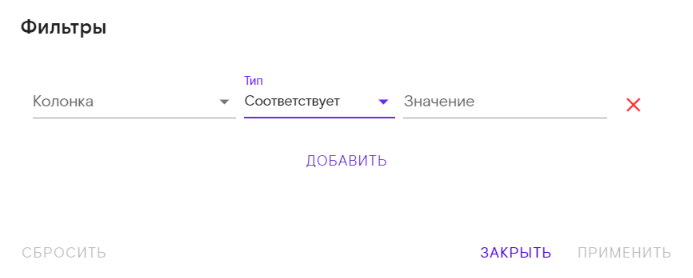 Фильтры
Тип
Колонка Соответствует Значение
ДОБАВИТЬ
СБРОСИТЬ ЗАКРЫТЬ ПРИМЕНИТЬ